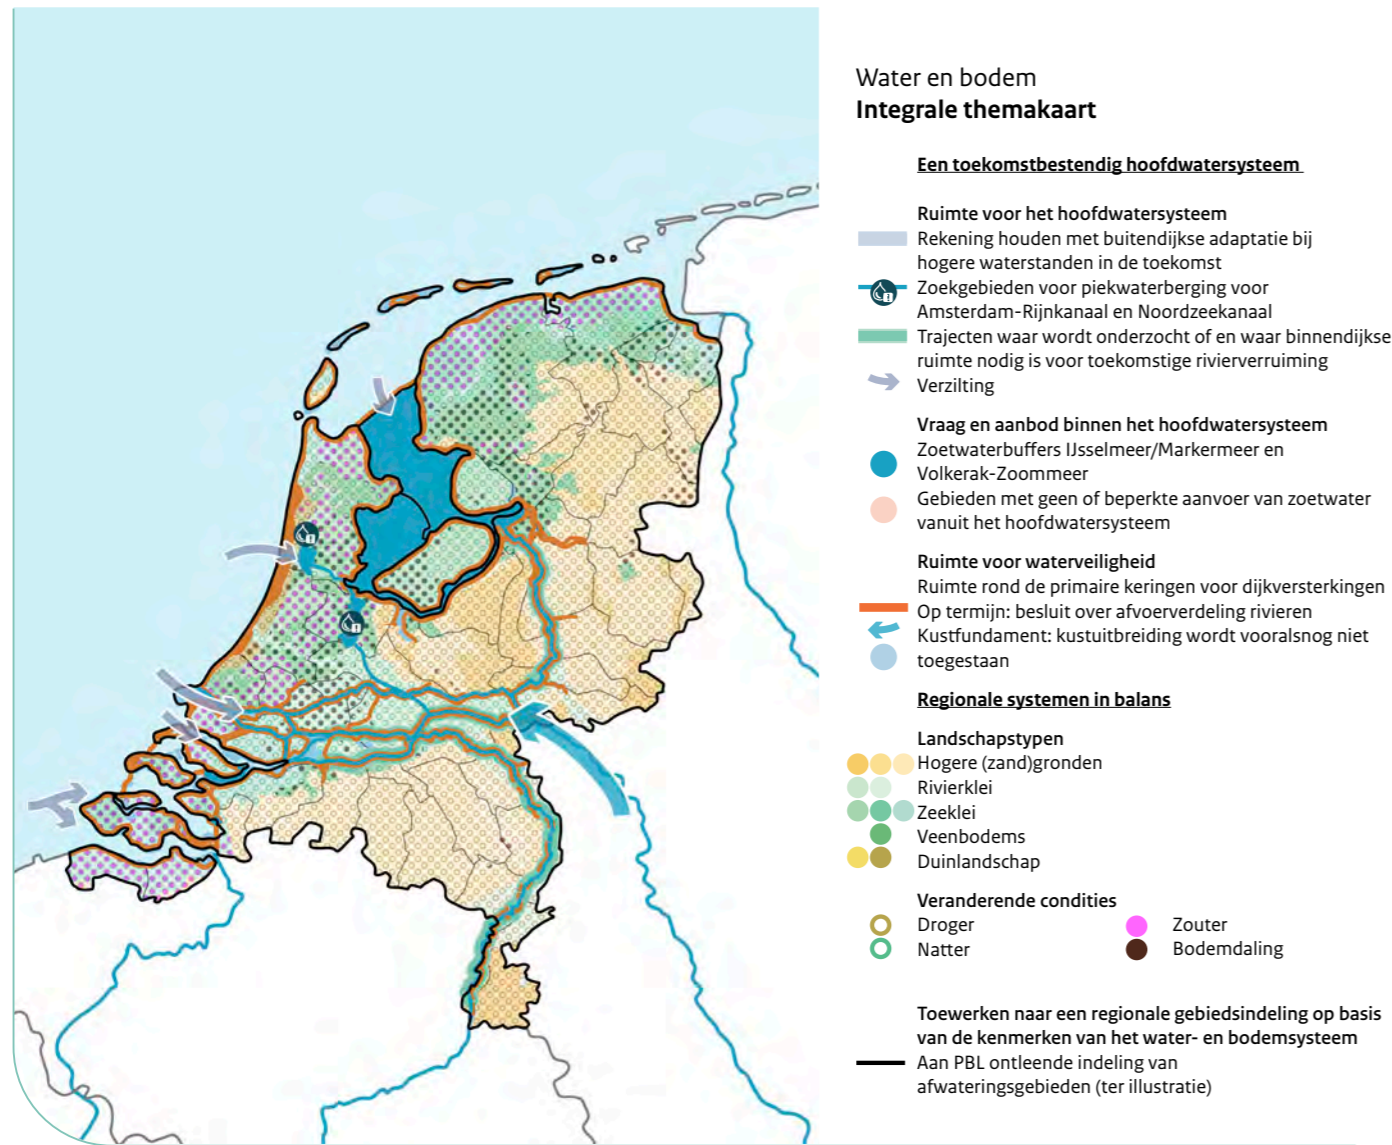 Water en bodem
Integrale themakaart
Een toekomstbestendig hoofdwatersysteem
Ruimte voor het hoofdwatersysteem
Rekening houden met buitendijkse adaptatie bij
hogere waterstanden in de toekomst
Zoekgebieden voor piekwaterberging voor
Amsterdam-Rijnkanaal en Noordzeekanaal
Trajecten waar wordt onderzocht of en waar binnendijkse
ruimte nodig is voor toekomstige rivierverruiming
Verzilting
Vraag en aanbod binnen het hoofdwatersysteem
Zoetwaterbuffers IJsselmeer/Markermeer en
Volkerak-Zoommeer
Gebieden met geen of beperkte aanvoer van zoetwater
vanuit het hoofdwatersysteem
Ruimte voor waterveiligheid
Ruimte rond de primaire keringen voor dijkversterkingen
Op termijn: besluit over afvoerverdeling rivieren
Kustfundament: kustuitbreiding wordt vooralsnog niet
toegestaan
Regionale systemen in balans
Landschapstypen
Hogere (zand)gronden
Rivierklei
Zeeklei
Veenbodems
Duinlandschap
Veranderende condities
Droger
Zouter
Natter
Bodemdaling
Toewerken naar een regionale gebiedsindeling op basis
van de kenmerken van het water- en bodemsysteem
Aan PBL ontleende indeling van
afwateringsgebieden (ter illustratie)